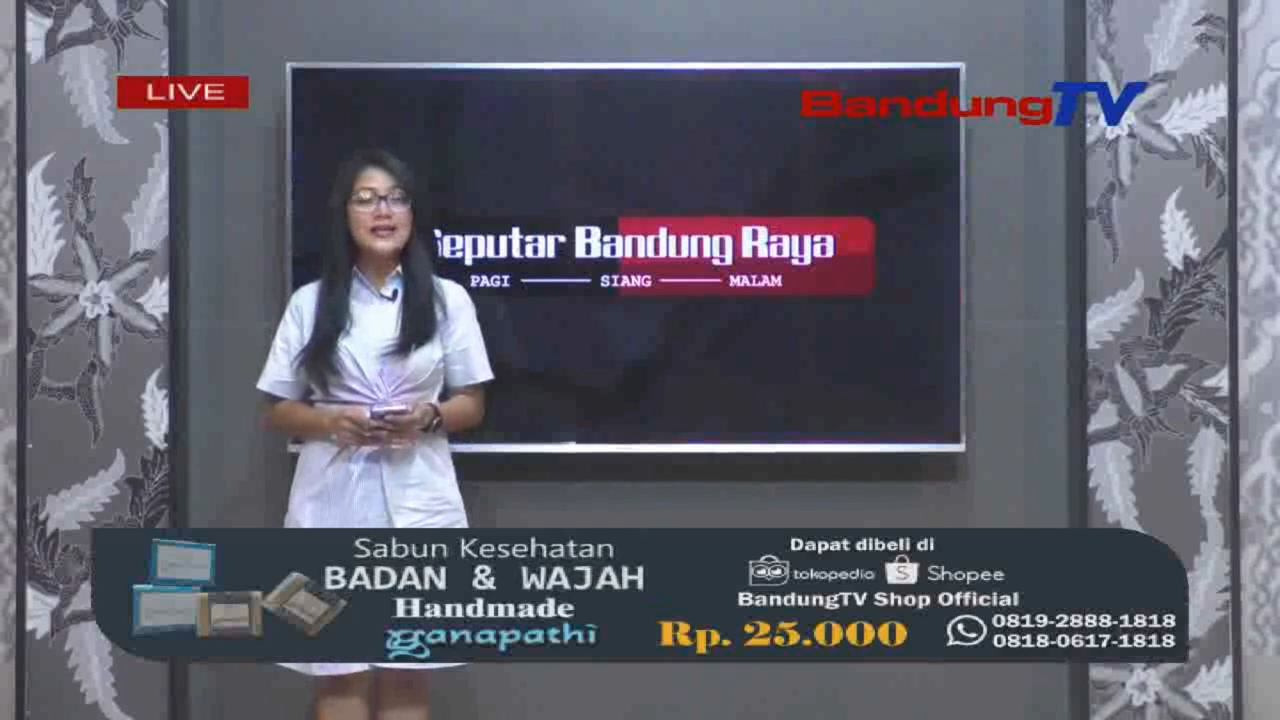 LIVE
BandungTV
Seputar Bandung Raya
PAGI SIANG MALAM
Sabun Kesehatan
BADAN & WAJAH
Handmade
ganapathi
Rp. 25.000
Dapat dibeli di
tokopedia Shopee
BandungTV Shop Official
0819-2888-1818
0818-0617-1818